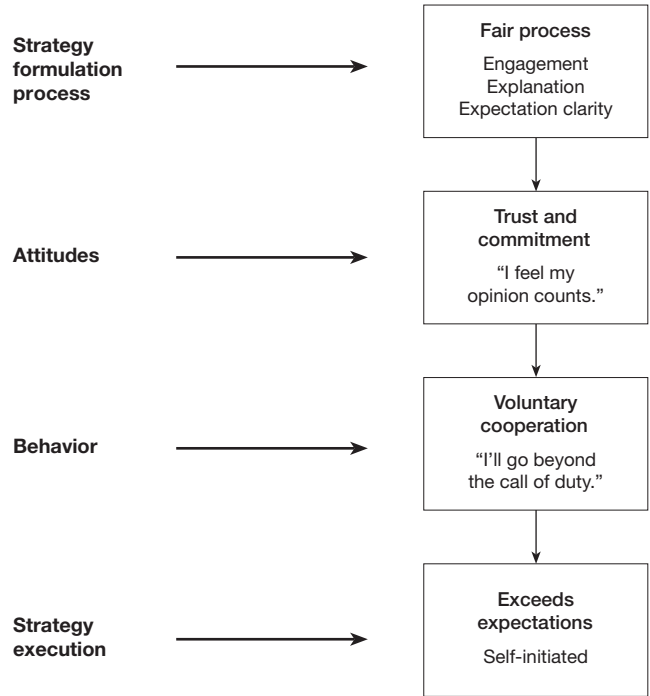 Strategy
formulation
process
Fair process
Engagement
Explanation
Expectation clarity
Attitudes
Trust and
commitment
“I feel my
opinion counts.”
Behavior
Voluntary
cooperation
“I’ll go beyond
the call of duty.”
Strategy
execution
Exceeds
expectations
Self-initiated